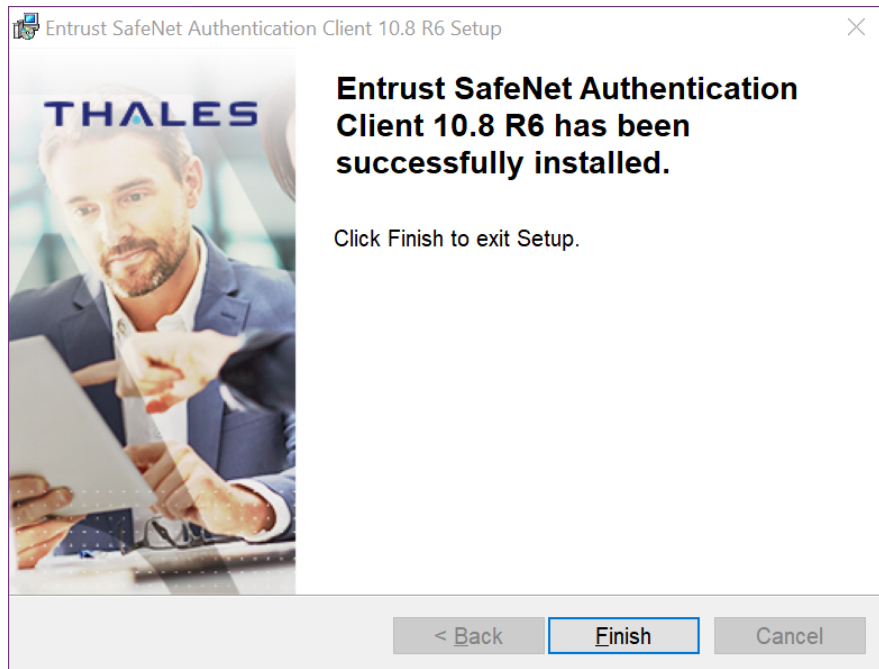 Entrust SafeNet Authentication Client 10.8 R6 Setup
THALES
Entrust SafeNet Authentication
Client 10.8 R6 has been
successfully installed.
Click Finish to exit Setup.
< Back
Finish
Cancel